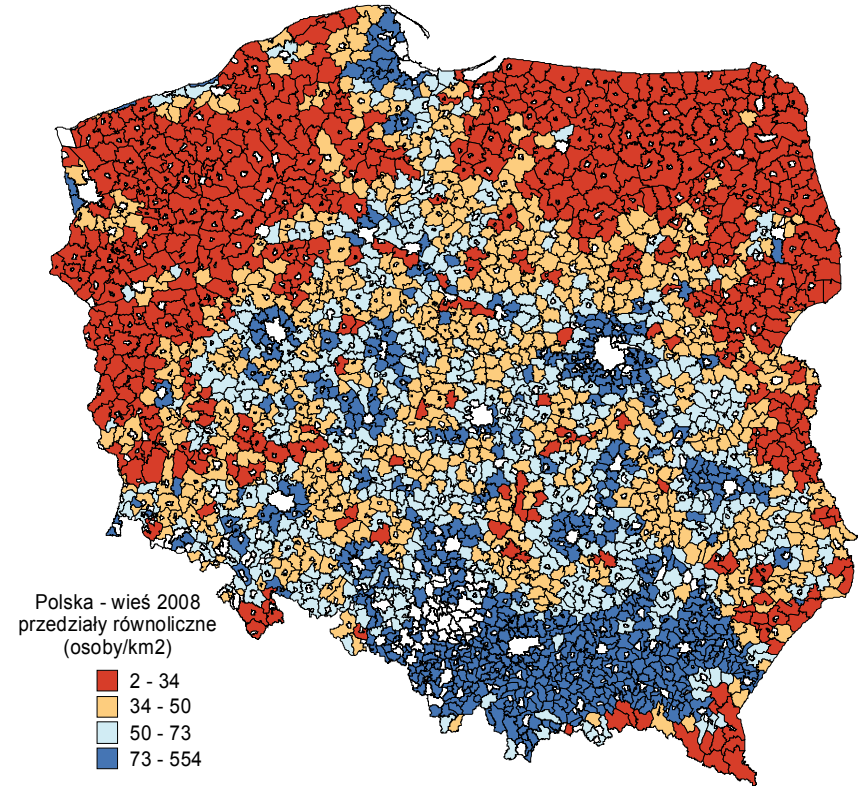 Polska - wieś 2008
przedziały równoliczne
(osoby/km2)
2 - 34
34 - 50
50 - 73
73 - 554